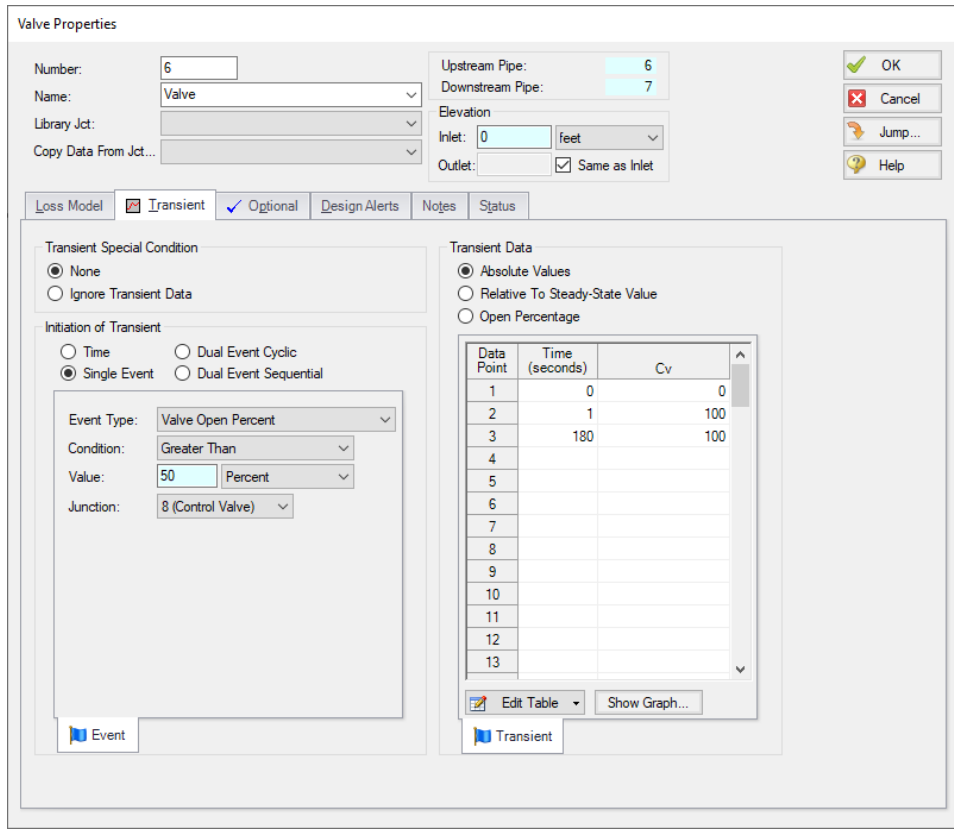 Valve Properties
Number: 6
Name: Valve
Library Jct:
Copy Data From Jct...
Upstream Pipe: 6
Downstream Pipe: 7
Elevation
Inlet: 0 feet
Outlet: Same as Inlet
OK
Cancel
Jump...
Help
Loss Model Transient Optional Design Alerts Notes Status
Transient Special Condition
None
Ignore Transient Data
Initiation of Transient
Time Dual Event Cyclic
Single Event Dual Event Sequential
Event Type: Valve Open Percent
Condition: Greater Than
Value: 50 Percent
Junction: 8 (Control Valve)
Event
Transient Data
Absolute Values
Relative To Steady-State Value
Open Percentage
Data Point Time (seconds) Cv
1 0 0
2 1 100
3 180 100
4
5
6
7
8
9
10
11
12
13
Edit Table Show Graph...
Transient